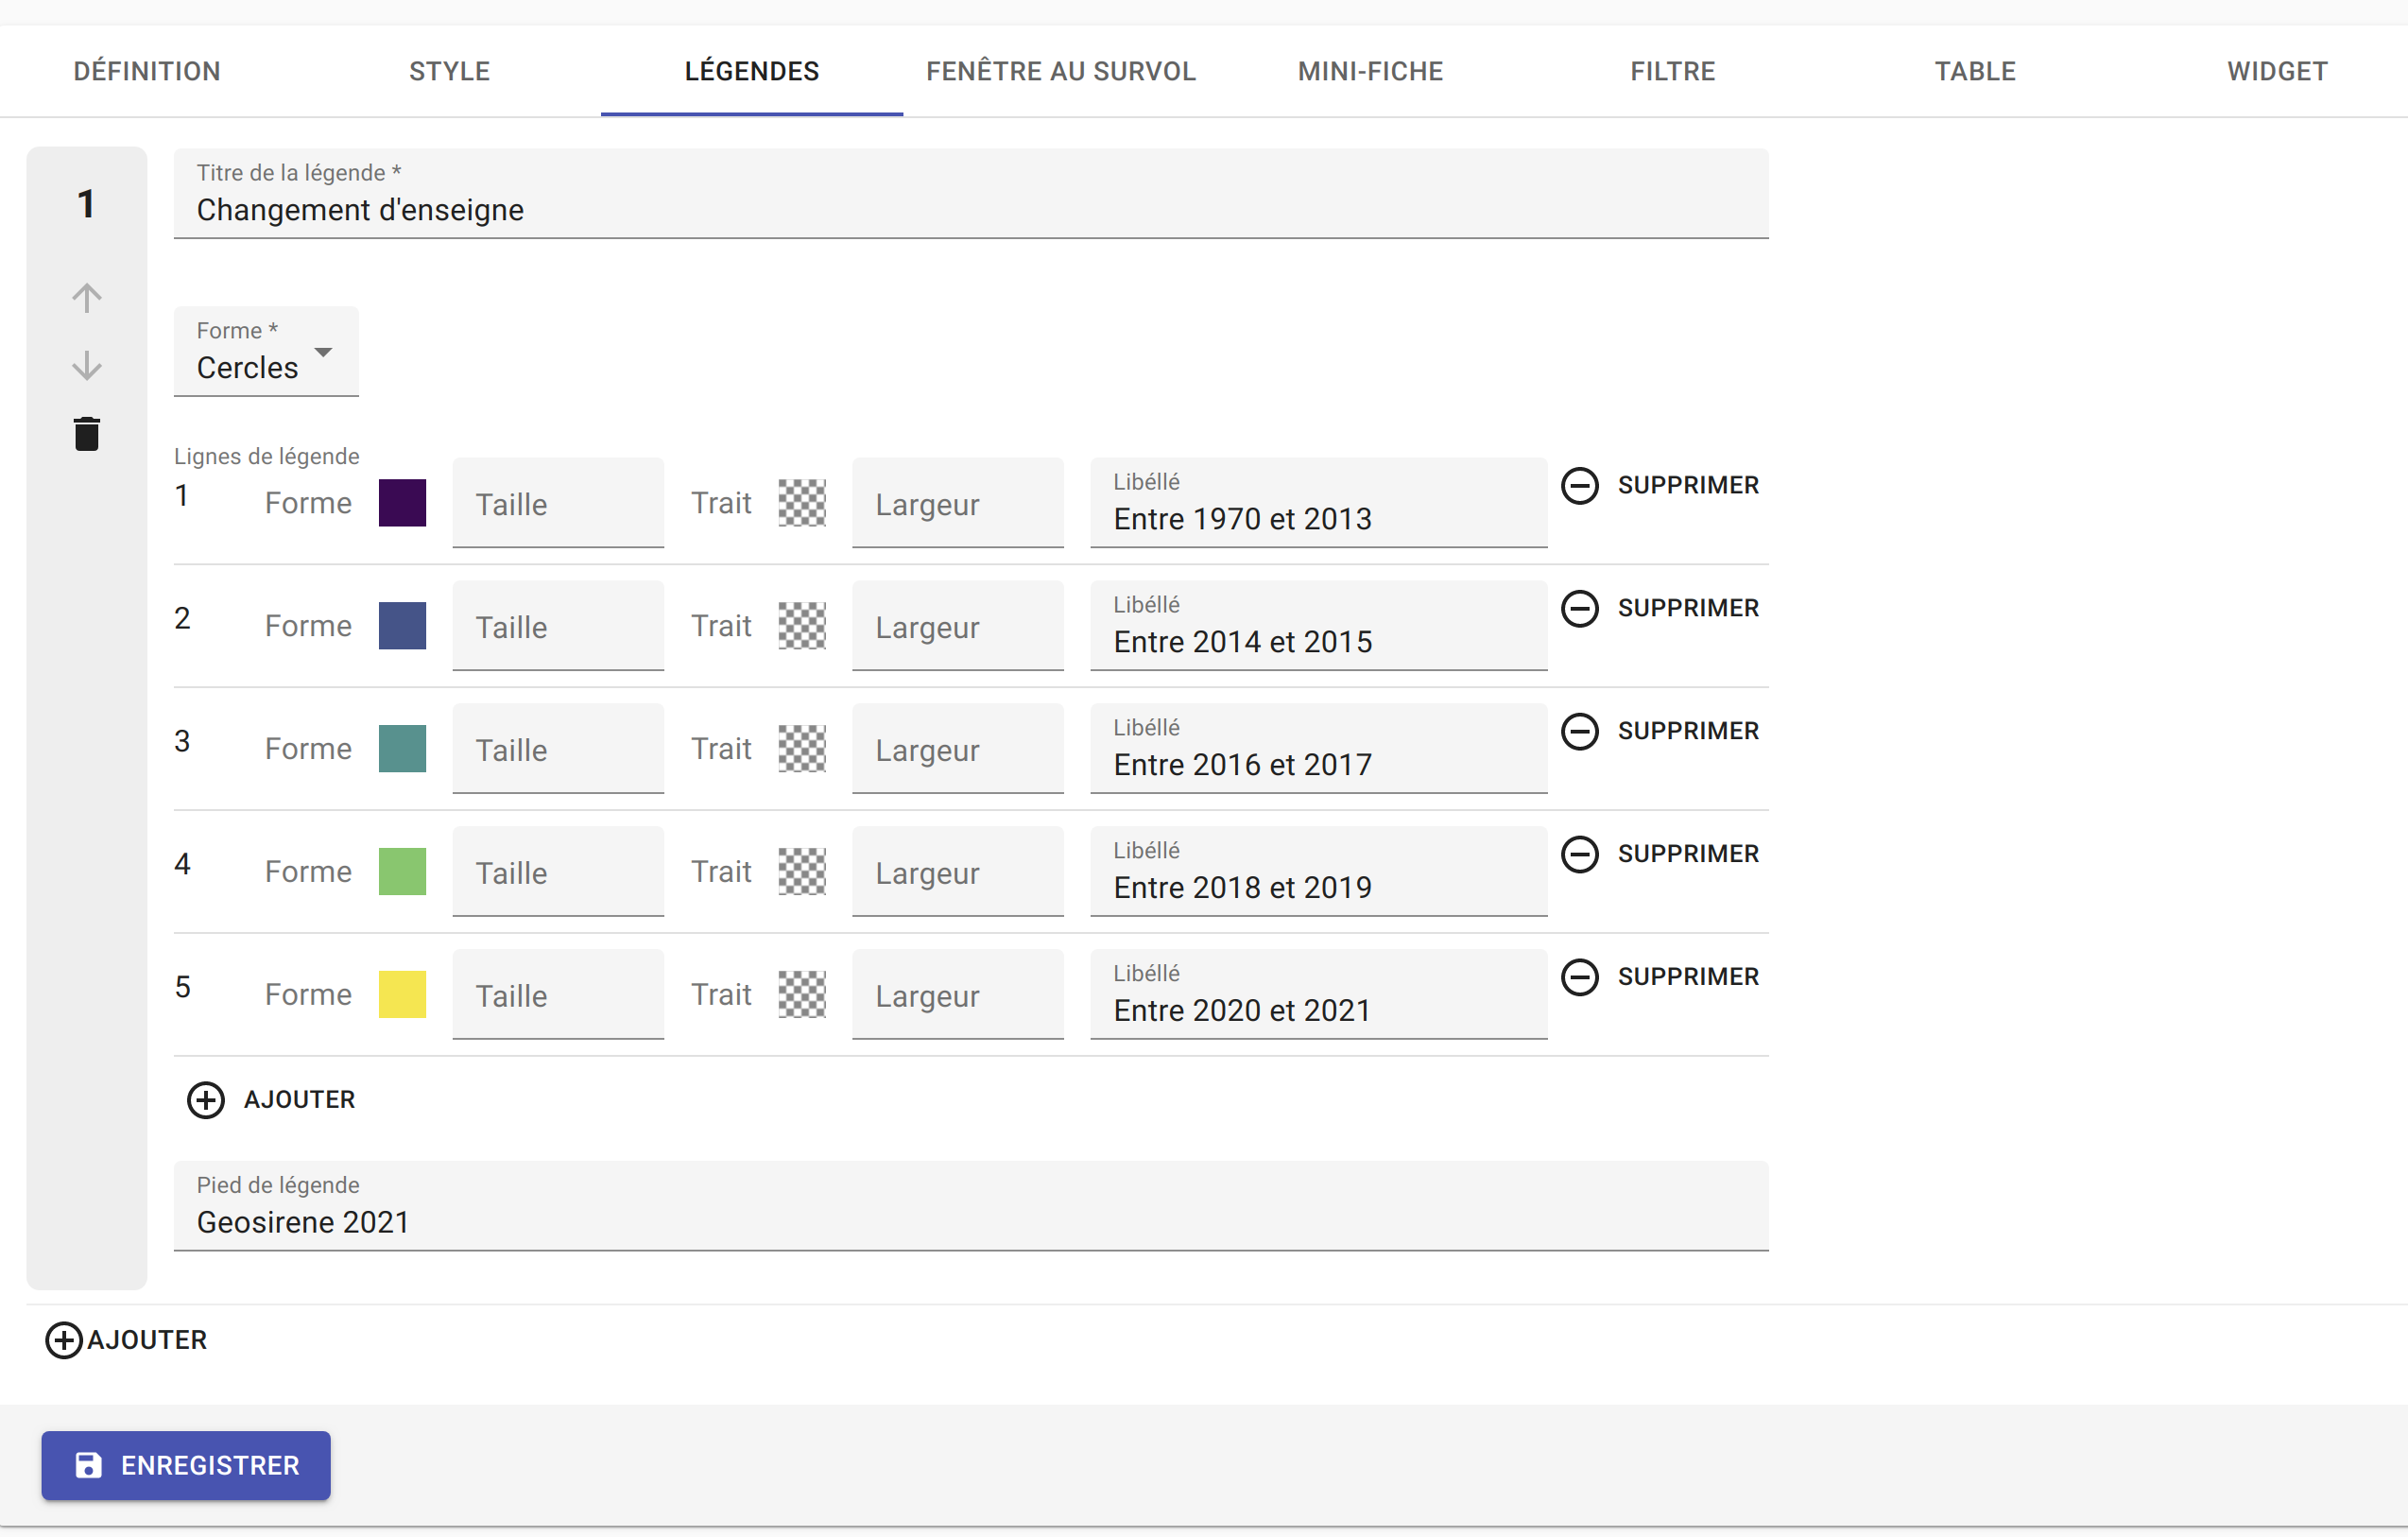 DÉFINITION STYLE LÉGENDES FENÊTRE AU SURVOL MINI-FICHE FILTRE TABLE WIDGET
1
Titre de la légende *
Changement d'enseigne
Forme *
Cercles
Lignes de légende
1 Forme Taille Trait Largeur Libéllé Entre 1970 et 2013 SUPPRIMER
2 Forme Taille Trait Largeur Libéllé Entre 2014 et 2015 SUPPRIMER
3 Forme Taille Trait Largeur Libéllé Entre 2016 et 2017 SUPPRIMER
4 Forme Taille Trait Largeur Libéllé Entre 2018 et 2019 SUPPRIMER
5 Forme Taille Trait Largeur Libéllé Entre 2020 et 2021 SUPPRIMER
AJOUTER
Pied de légende
Geosirene 2021
AJOUTER
ENREGISTRER